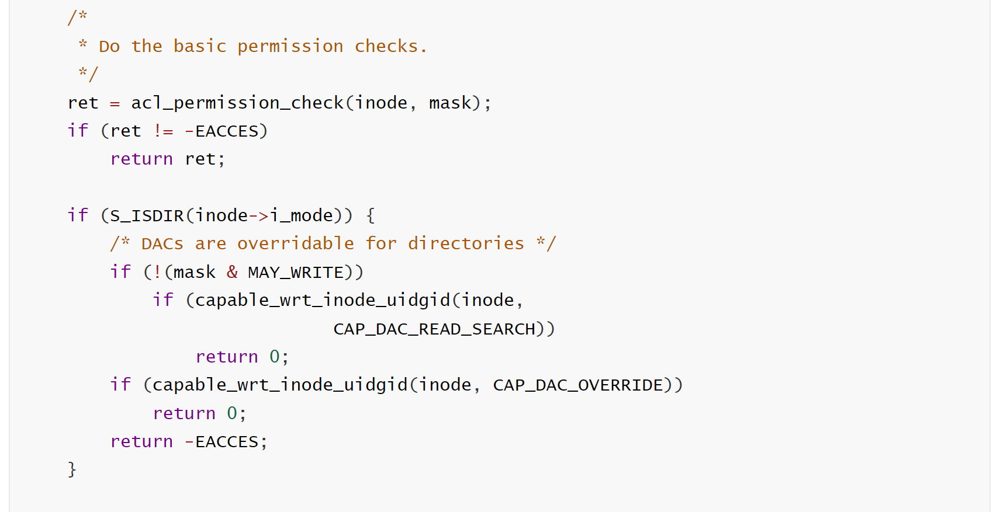 /*
 * Do the basic permission checks.
 */
ret = acl_permission_check(inode, mask);
if (ret != -EACCES)
    return ret;

if (S_ISDIR(inode->i_mode)) {
    /* DACs are overridable for directories */
    if (!(mask & MAY_WRITE))
        if (capable_wrt_inode_uidgid(inode,
                         CAP_DAC_READ_SEARCH))
            return 0;
    if (capable_wrt_inode_uidgid(inode, CAP_DAC_OVERRIDE))
        return 0;
    return -EACCES;
}